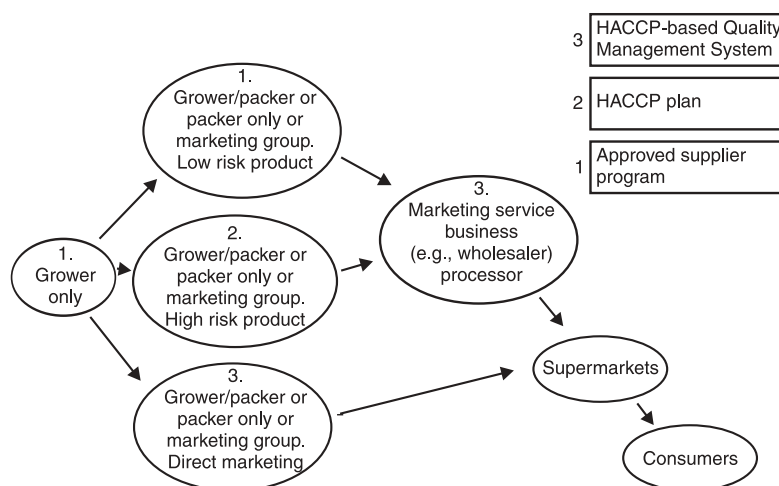 3
HACCP-based Quality
Management System
2
HACCP plan
1
Approved supplier
program
1.
Grower/packer or
packer only or
marketing group.
Low risk product
3.
Marketing service
business
(e.g., wholesaler)
processor
1.
Grower
only
2.
Grower/packer or
packer only or
marketing group.
High risk product
3.
Grower/packer or
packer only or
marketing group.
Direct marketing
Supermarkets
Consumers